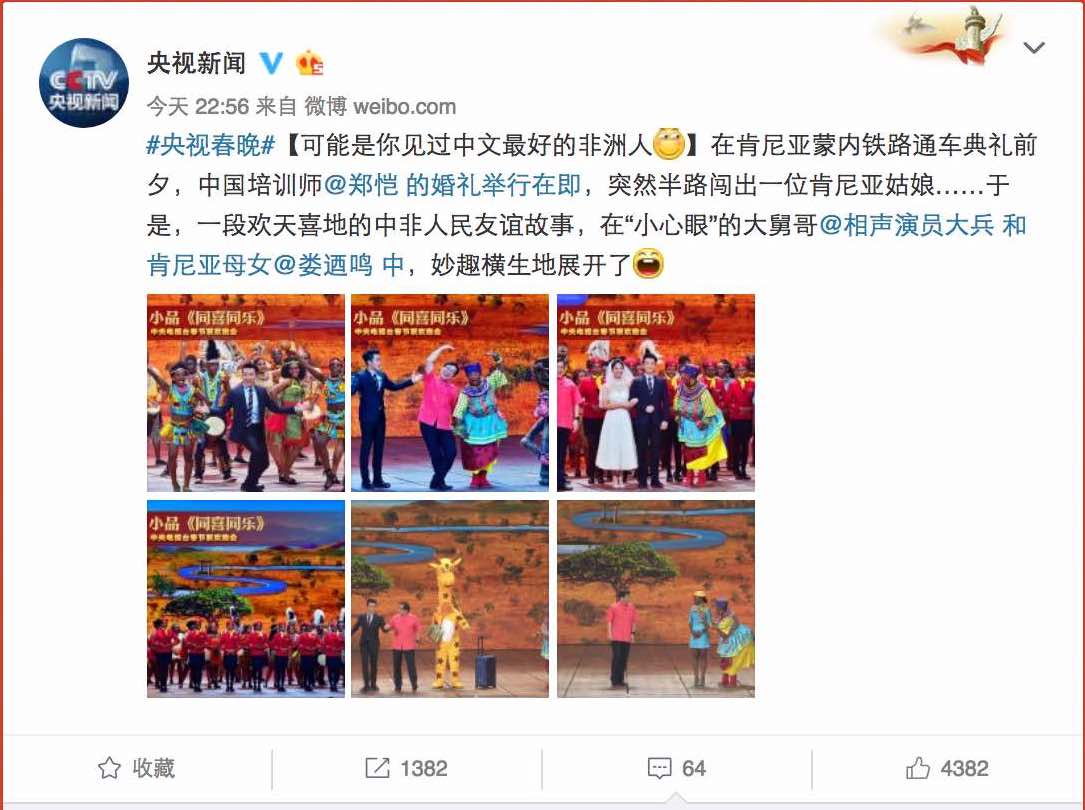 CCTV
央视新闻
央视新闻
今天 22:56 来自 微博 weibo.com
#央视春晚#【可能是你见过中文最好的非洲人】在肯尼亚蒙内铁路通车典礼前
夕，中国培训师@郑恺 的婚礼举行在即，突然半路闯出一位肯尼亚姑娘……于
是，一段欢天喜地的中非人民友谊故事，在“小心眼”的大舅哥@相声演员大兵 和
肯尼亚母女@娄迺鸣 中，妙趣横生地展开了
小品《同喜同乐》
中央电视台春节联欢晚会
小品《同喜同乐》
中央电视台春节联欢晚会
小品《同喜同乐》
中央电视台春节联欢晚会
小品《同喜同乐》
中央电视台春节联欢晚会
收藏
1382
64
4382